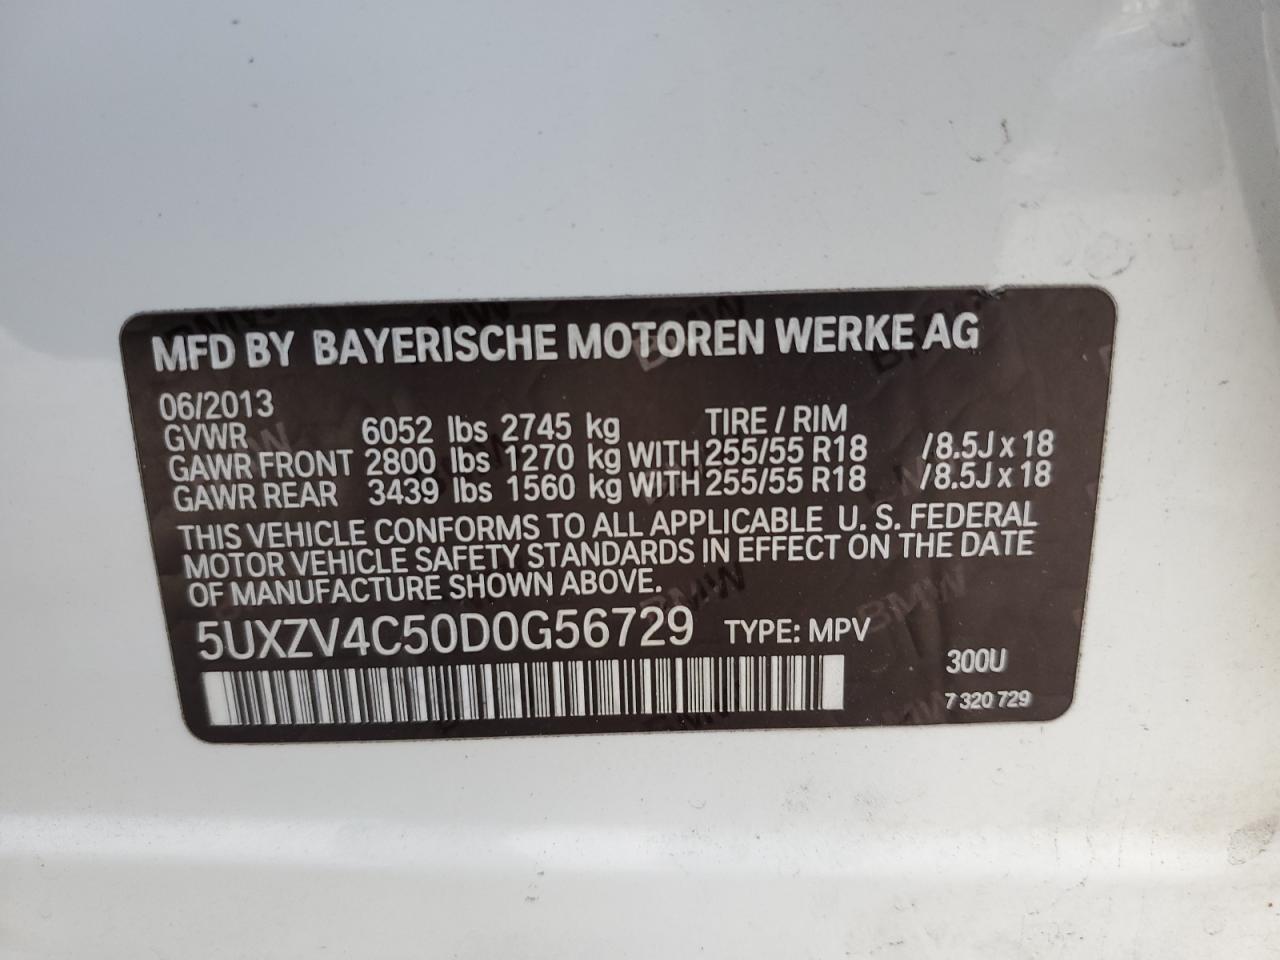 MFD BY BAYERISCHE MOTOREN WERKE AG
06/2013 TIRE / RIM
GVWR 6052 lbs 2745 kg
GAWR FRONT 2800 lbs 1270 kg WITH 255/55 R18 /8.5J x 18
GAWR REAR 3439 lbs 1560 kg WITH 255/55 R18 /8.5J x 18
THIS VEHICLE CONFORMS TO ALL APPLICABLE U. S. FEDERAL
MOTOR VEHICLE SAFETY STANDARDS IN EFFECT ON THE DATE
OF MANUFACTURE SHOWN ABOVE.
5UXZV4C50D0G56729 TYPE: MPV
300U
7 320 729